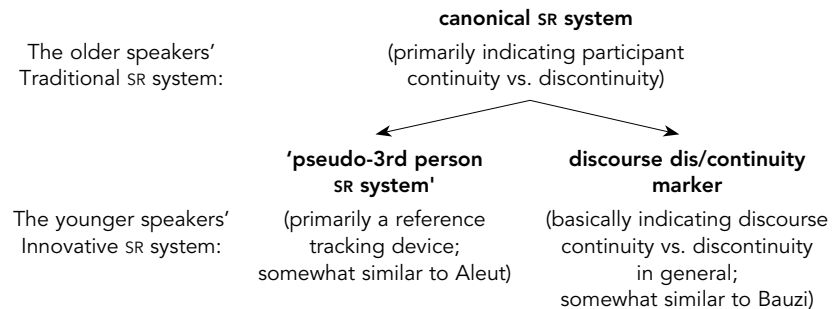 canonical SR system
The older speakers’
Traditional SR system:
(primarily indicating participant
continuity vs. discontinuity)
‘pseudo-3rd person
SR system'
discourse dis/continuity
marker
The younger speakers’
Innovative SR system:
(primarily a reference
tracking device;
somewhat similar to Aleut)
(basically indicating discourse
continuity vs. discontinuity
in general;
somewhat similar to Bauzi)